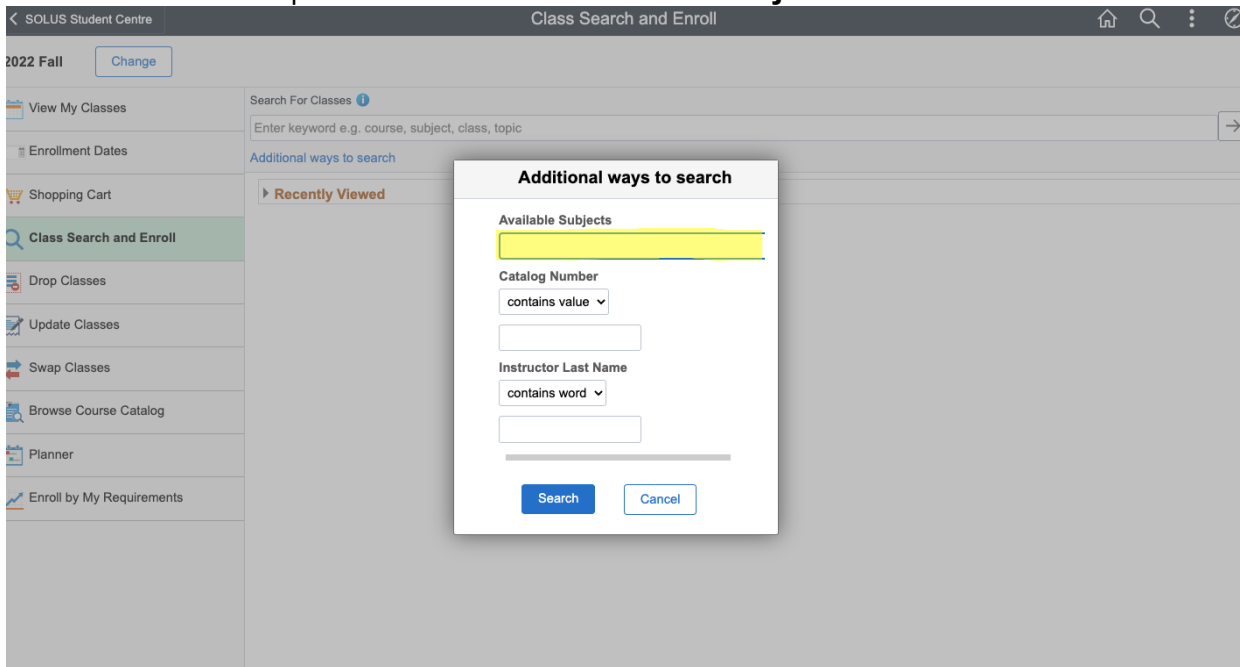 SOLUS Student Centre
Class Search and Enroll
2022 Fall
Change
View My Classes
Enrollment Dates
Shopping Cart
Class Search and Enroll
Drop Classes
Update Classes
Swap Classes
Browse Course Catalog
Planner
Enroll by My Requirements
Search For Classes
Enter keyword e.g. course, subject, class, topic
Additional ways to search
Recently Viewed
Additional ways to search
Available Subjects
Catalog Number
contains value
Instructor Last Name
contains word
Search
Cancel